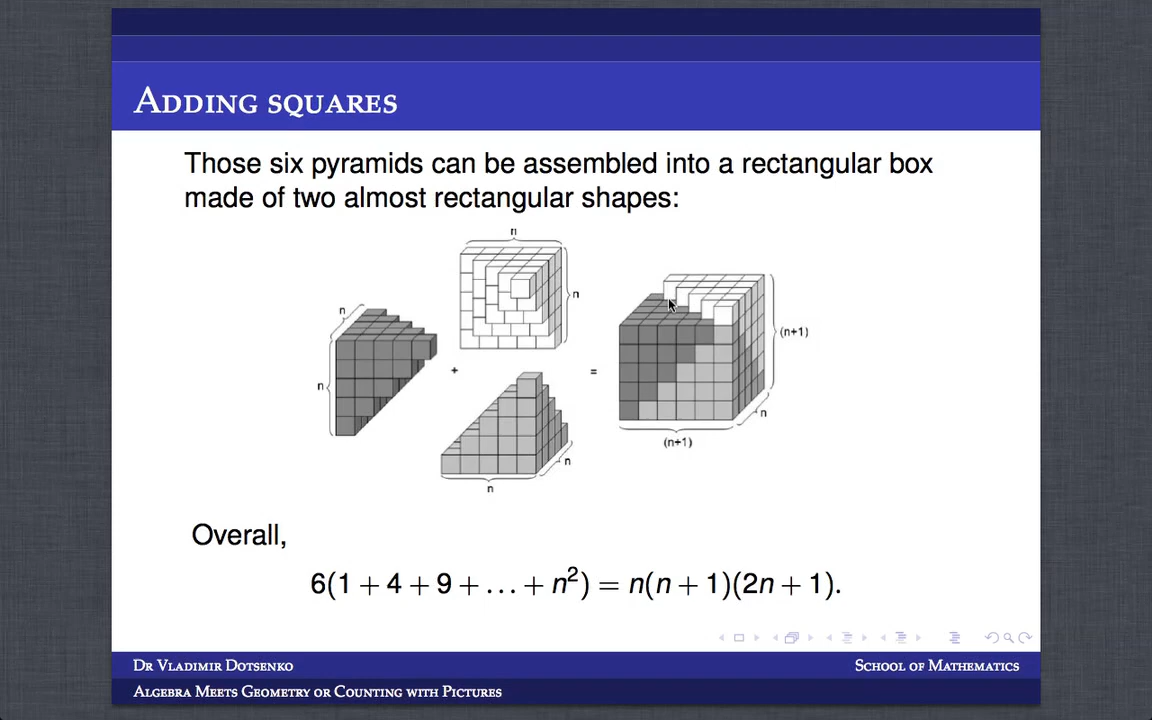 ADDING SQUARES
Those six pyramids can be assembled into a rectangular box
made of two almost rectangular shapes:
n
n
n
n
+
=
n
n
(n+1)
n
(n+1)
Overall,
6(1 + 4 + 9 + … + n²) = n(n + 1)(2n + 1).
DR VLADIMIR DOTSENKO
SCHOOL OF MATHEMATICS
ALGEBRA MEETS GEOMETRY OR COUNTING WITH PICTURES